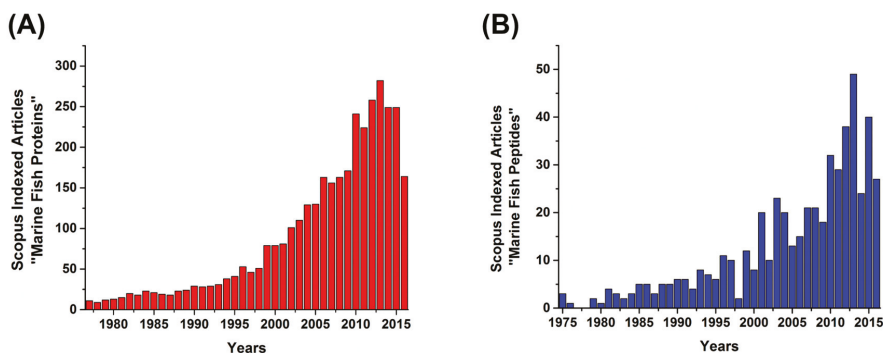 (A)
Scopus Indexed Articles
"Marine Fish Proteins"
300
250
200
150
100
50
0
1980 1985 1990 1995 2000 2005 2010 2015
Years
(B)
Scopus Indexed Articles
"Marine Fish Peptides"
50
40
30
20
10
0
1975 1980 1985 1990 1995 2000 2005 2010 2015
Years